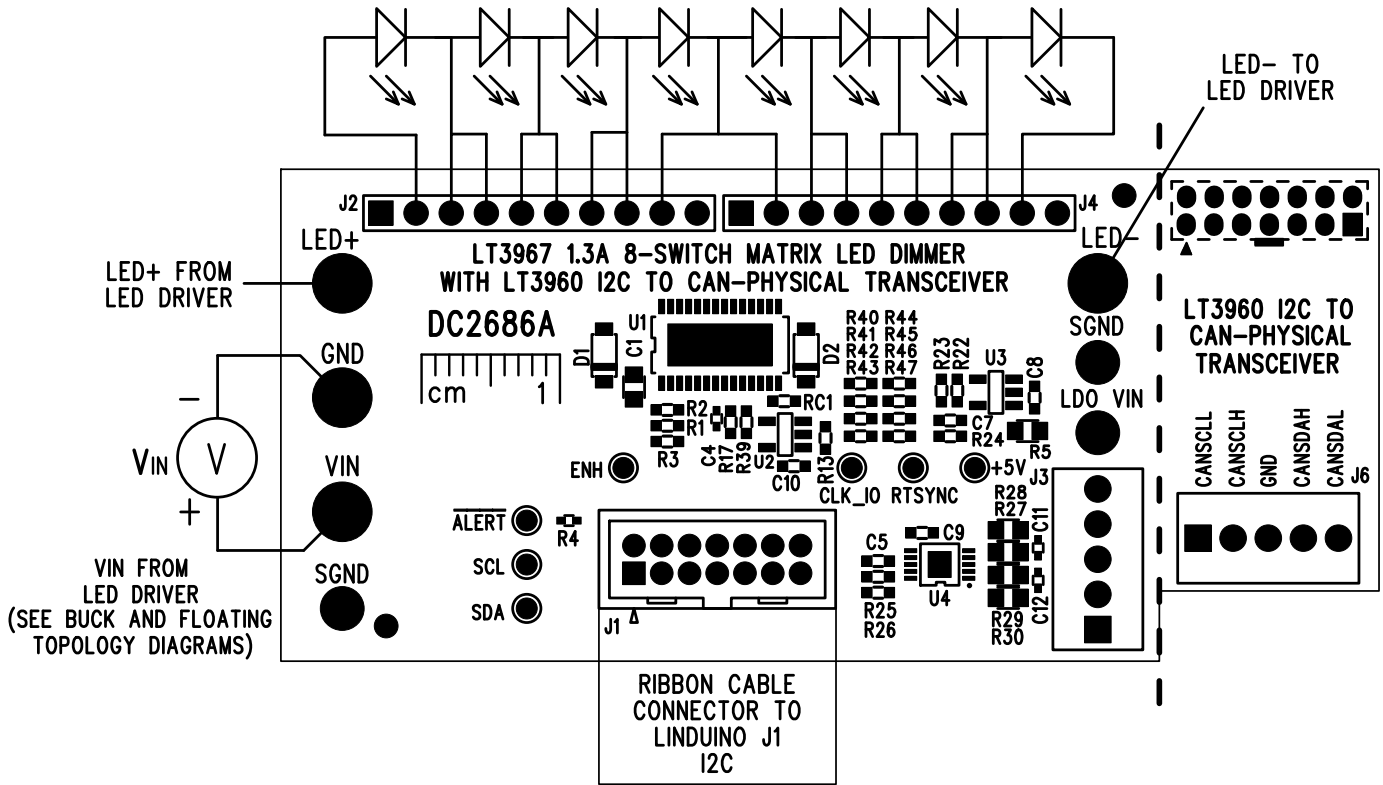 LED- TO
LED DRIVER
J2
J4
LED+
LED-
LT3967 1.3A 8-SWITCH MATRIX LED DIMMER
WITH LT3960 I2C TO CAN-PHYSICAL TRANSCEIVER
LED+ FROM
LED DRIVER
DC2686A
cm 1
D1
C1
U1
D2
R40 R44
R41 R45
R42 R46
R43 R47
R23
R22
U3
C8
SGND
LDO VIN
LT3960 I2C TO
CAN-PHYSICAL
TRANSCEIVER
GND
-
VIN
V
+
VIN
R2
R1
R3
C4
R17
R39
RC1
U2
C10
R13
C7
R24
R5
ENH
CLK_IO
RTSYNC
+5V
J3
CANSCLL
CANSCLH
GND
CANSDAH
CANSDAL
J6
ALERT
R4
SCL
SDA
SGND
VIN FROM
LED DRIVER
(SEE BUCK AND FLOATING
TOPOLOGY DIAGRAMS)
J1
C5
R25
R26
C9
U4
R28
R27
C11
C12
R29
R30
RIBBON CABLE
CONNECTOR TO
LINDUINO J1
I2C